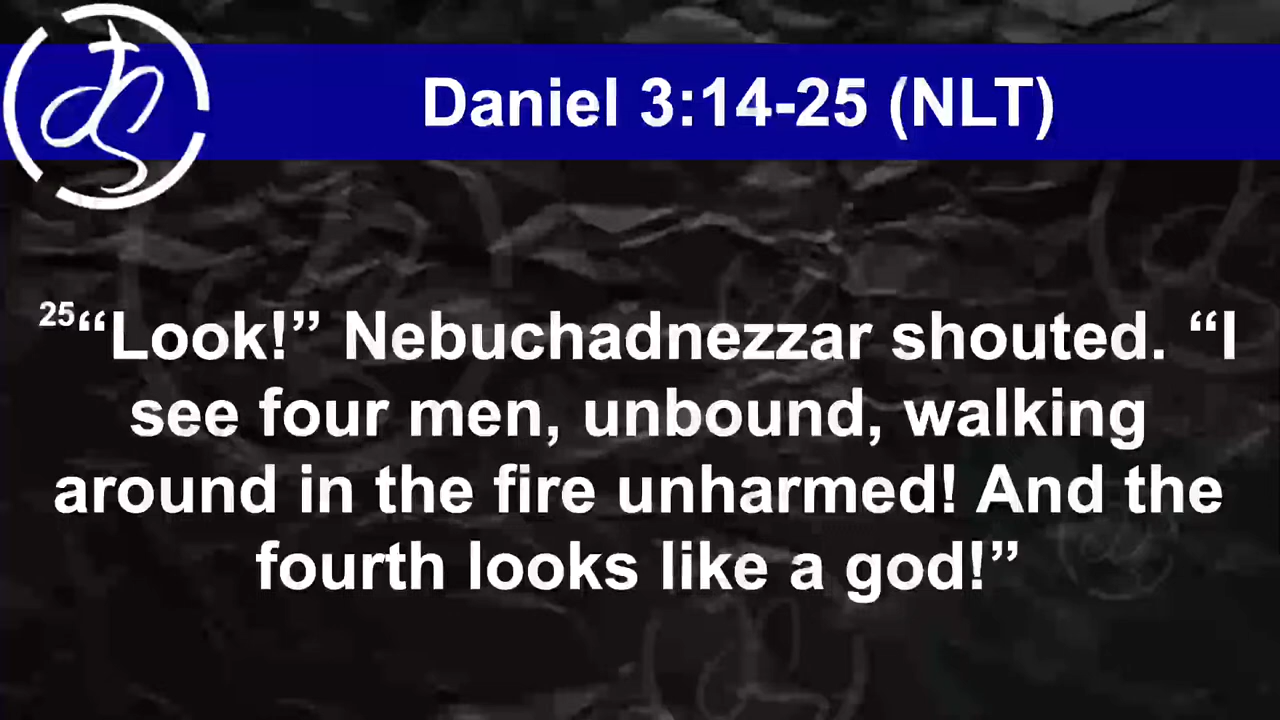 Daniel 3:14-25 (NLT)
25“Look!” Nebuchadnezzar shouted. “I
see four men, unbound, walking
around in the fire unharmed! And the
fourth looks like a god!”